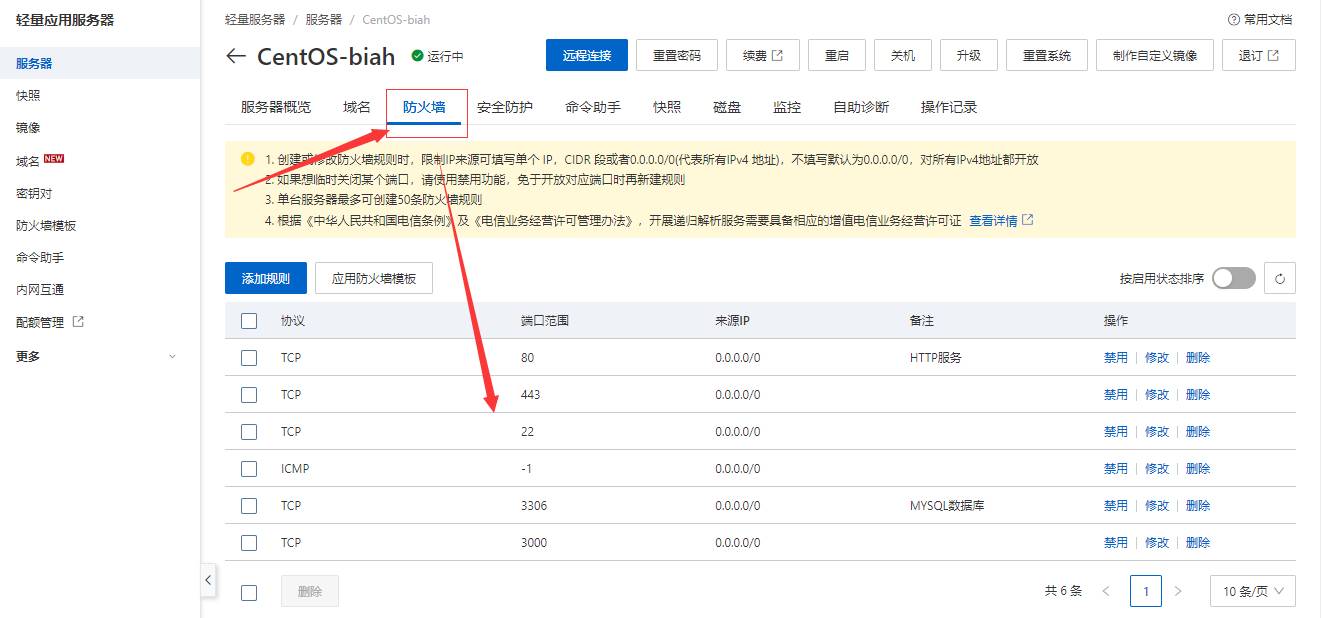 轻量应用服务器
服务器
快照
镜像
域名 NEW
密钥对
防火墙模板
命令助手
内网互通
配额管理
更多
轻量服务器 / 服务器 / CentOS-biah
常用文档
CentOS-biah 运行中
远程连接 重置密码 续费 重启 关机 升级 重置系统 制作自定义镜像 退订
服务器概览 域名 防火墙 安全防护 命令助手 快照 磁盘 监控 自助诊断 操作记录
1. 创建或修改防火墙规则时，限制IP来源可填写单个 IP，CIDR 段或者0.0.0.0/0(代表所有IPv4 地址)，不填写默认为0.0.0.0/0，对所有IPv4地址都开放
2. 如果想临时关闭某个端口，请使用禁用功能，免于开放对应端口时再新建规则
3. 单台服务器最多可创建50条防火墙规则
4. 根据《中华人民共和国电信条例》及《电信业务经营许可管理办法》，开展递归解析服务需要具备相应的增值电信业务经营许可证 查看详情
添加规则 应用防火墙模板 按启用状态排序
协议 端口范围 来源IP 备注 操作
TCP 80 0.0.0.0/0 HTTP服务 禁用 | 修改 | 删除
TCP 443 0.0.0.0/0 禁用 | 修改 | 删除
TCP 22 0.0.0.0/0 禁用 | 修改 | 删除
ICMP -1 0.0.0.0/0 禁用 | 修改 | 删除
TCP 3306 0.0.0.0/0 MYSQL数据库 禁用 | 修改 | 删除
TCP 3000 0.0.0.0/0 禁用 | 修改 | 删除
删除 共 6 条 < 1 > 10 条/页